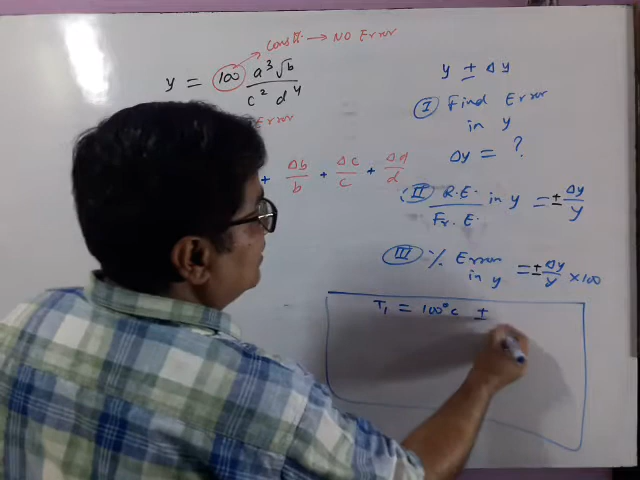 Const. → NO Error
y = 100 a³√b / c² d⁴
Error
+ Δb/b + Δc/c + Δd/d
y ± Δy
(I) Find Error
in y
Δy = ?
(II) R.E. / Fr. E. in y = ± Δy/y
(III) % Error
in y = ± Δy/y × 100
T₁ = 100°C ±